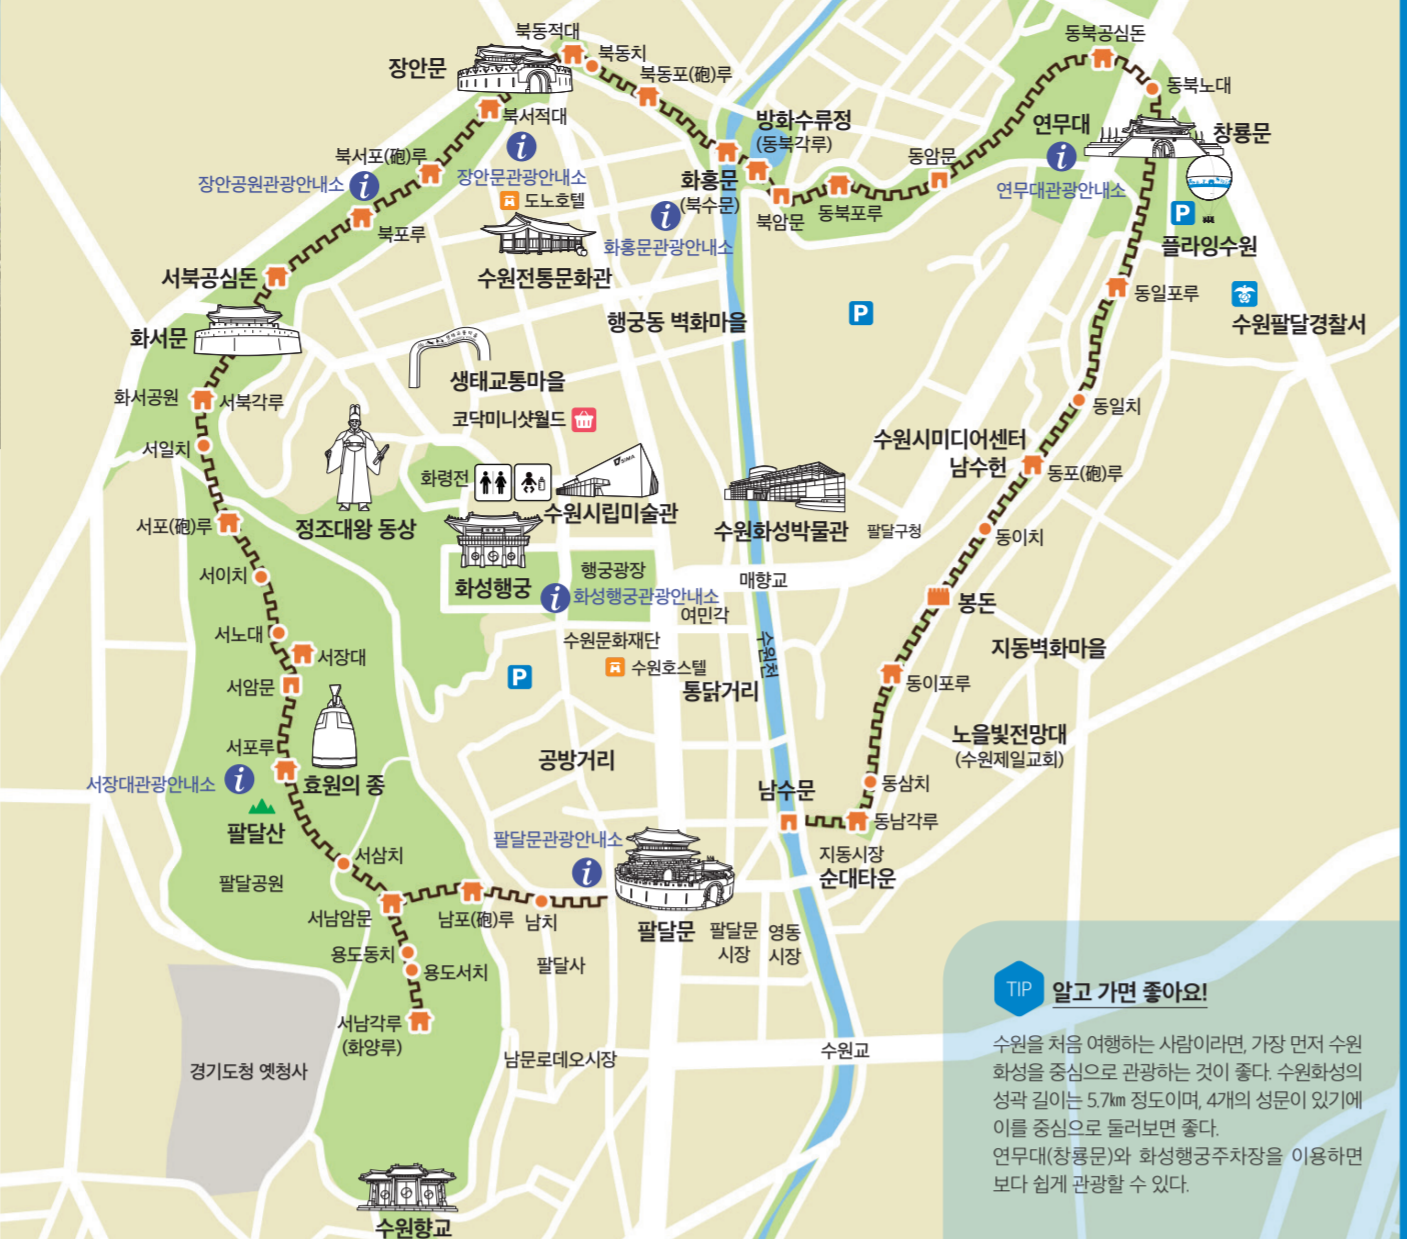 북동적대
북동치
장안문
북동포(砲)루
북서적대
동북공심돈
동북노대
방화수류정
(동북각루)
연무대
창룡문
북서포(砲)루
장안공원관광안내소
장안문관광안내소
도노호텔
북포루
화홍문
(북수문)
화홍문관광안내소
북암문
동북포루
동암문
연무대관광안내소
P
플라잉수원
서북공심돈
수원전통문화관
동일포루
수원팔달경찰서
화서문
행궁동 벽화마을
P
생태교통마을
코닥미니샷월드
화서공원
서북각루
서일치
동일치
수원시미디어센터
남수헌
동포(砲)루
화령전
SIMA
정조대왕 동상
수원시립미술관
수원화성박물관
팔달구청
서포(砲)루
동이치
서이치
화성행궁
행궁광장
화성행궁관광안내소
매향교
여민각
봉돈
서노대
서장대
수원문화재단
수원호스텔
수원천
지동벽화마을
서암문
P
통닭거리
동이포루
서포루
서장대관광안내소
효원의 종
공방거리
노을빛전망대
(수원제일교회)
팔달산
남수문
동삼치
동남각루
팔달문관광안내소
지동시장
순대타운
서삼치
팔달공원
서남암문
남포(砲)루
남치
팔달문
팔달문
시장
영동
시장
용도동치
용도서치
팔달사
서남각루
(화양루)
경기도청 옛청사
남문로데오시장
수원교
수원향교
TIP
알고 가면 좋아요!
수원을 처음 여행하는 사람이라면, 가장 먼저 수원
화성을 중심으로 관광하는 것이 좋다. 수원화성의
성곽 길이는 5.7㎞ 정도이며, 4개의 성문이 있기에
이를 중심으로 둘러보면 좋다.
연무대(창룡문)와 화성행궁주차장을 이용하면
보다 쉽게 관광할 수 있다.